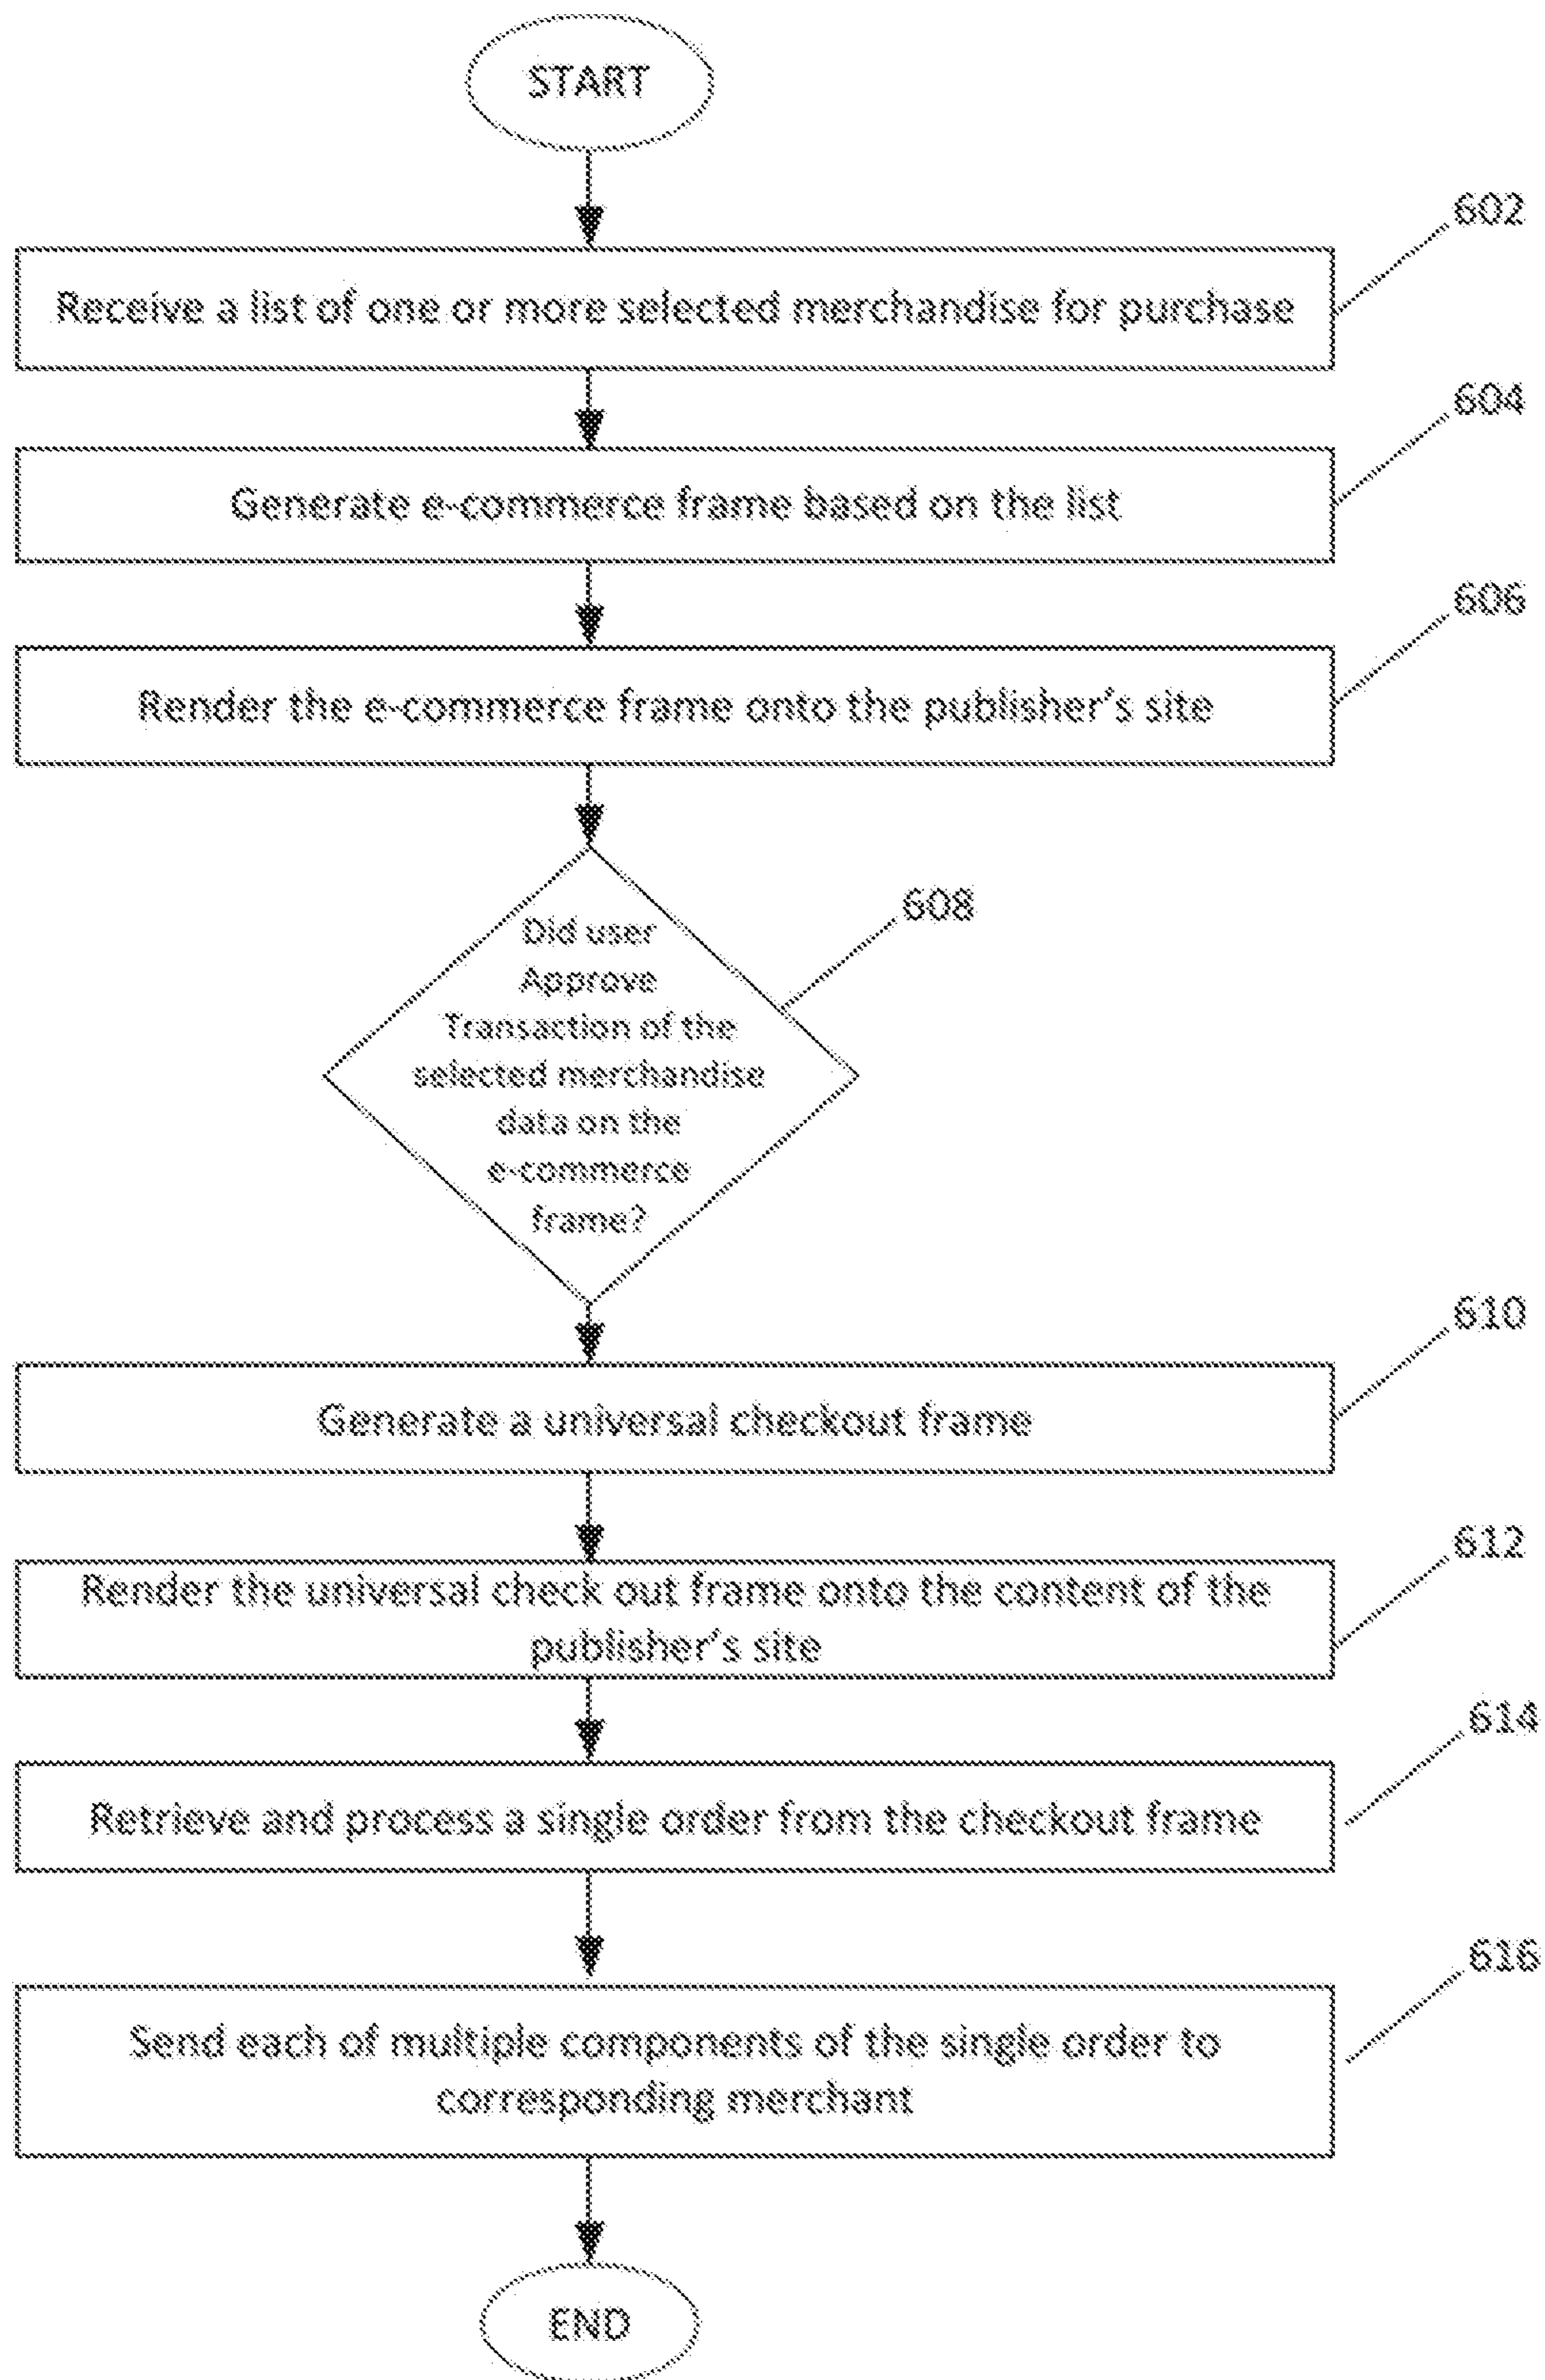 START
602
Receive a list of one or more selected merchandise for purchase
604
Generate e-commerce frame based on the list
606
Render the e-commerce frame onto the publisher's site
608
Did user
Approve
Transaction of the
selected merchandise
data on the
e-commerce
frame?
610
Generate a universal checkout frame
612
Render the universal check out frame onto the content of the
publisher's site
614
Retrieve and process a single order from the checkout frame
616
Send each of multiple components of the single order to
corresponding merchant
END